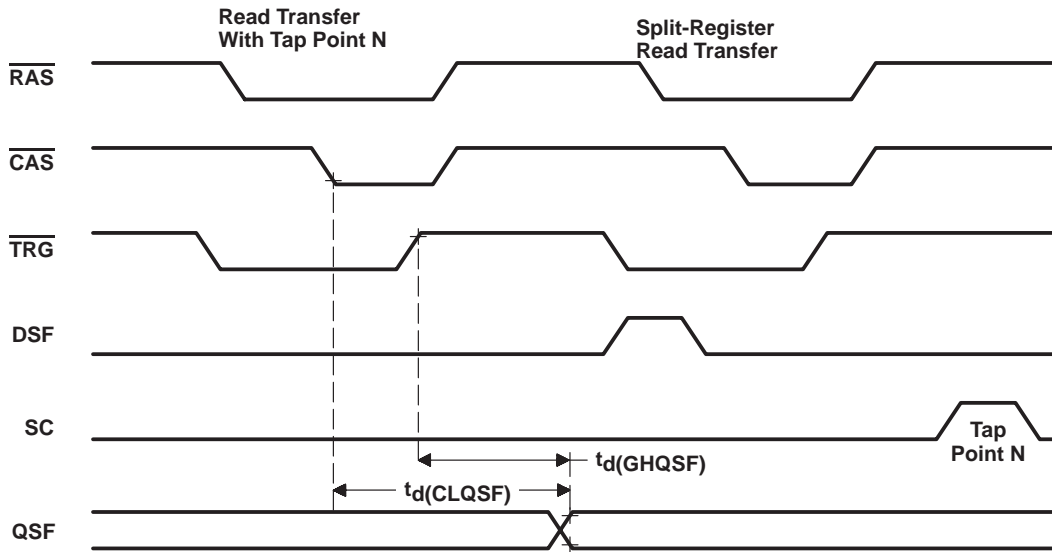 Read Transfer
With Tap Point N
Split-Register
Read Transfer
RAS
CAS
TRG
DSF
SC
Tap
Point N
td(GHQSF)
td(CLQSF)
QSF